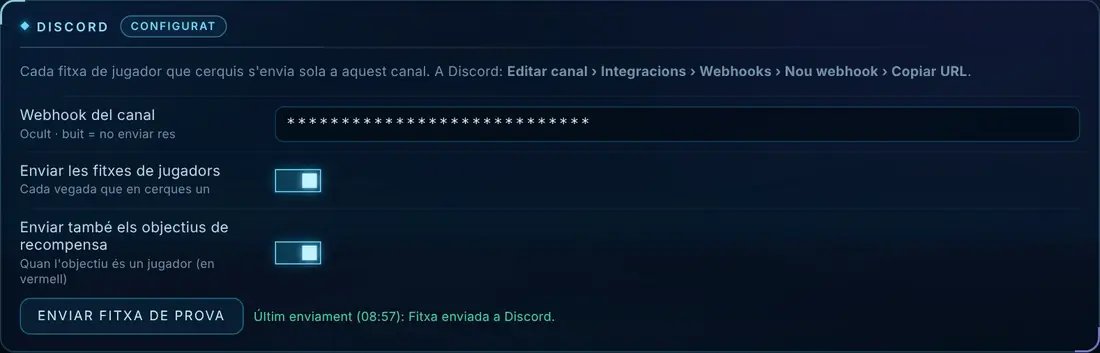 DISCORD CONFIGURAT
Cada fitxa de jugador que cerquis s'envia sola a aquest canal. A Discord: Editar canal › Integracions › Webhooks › Nou webhook › Copiar URL.
Webhook del canal
****************************
Ocult · buit = no enviar res
Enviar les fitxes de jugadors
Cada vegada que en cerques un
Enviar també els objectius de
recompensa
Quan l'objectiu és un jugador (en
vermell)
ENVIAR FITXA DE PROVA Últim enviament (08:57): Fitxa enviada a Discord.